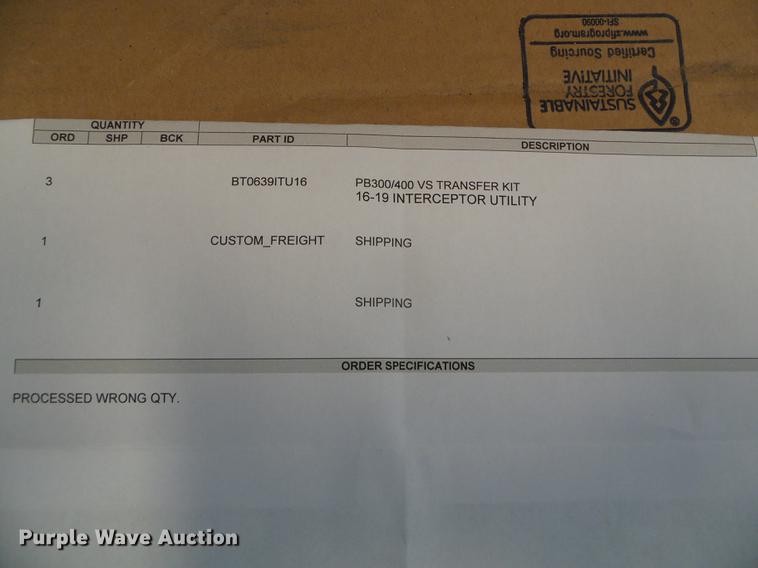 SUSTAINABLE
FORESTRY
INITIATIVE
Certified Sourcing
www.sfiprogram.org
SFI-00090
QUANTITY
ORD SHP BCK PART ID DESCRIPTION
3 BT0639ITU16 PB300/400 VS TRANSFER KIT
16-19 INTERCEPTOR UTILITY
1 CUSTOM_FREIGHT SHIPPING
1 SHIPPING
ORDER SPECIFICATIONS
PROCESSED WRONG QTY.
Purple Wave Auction